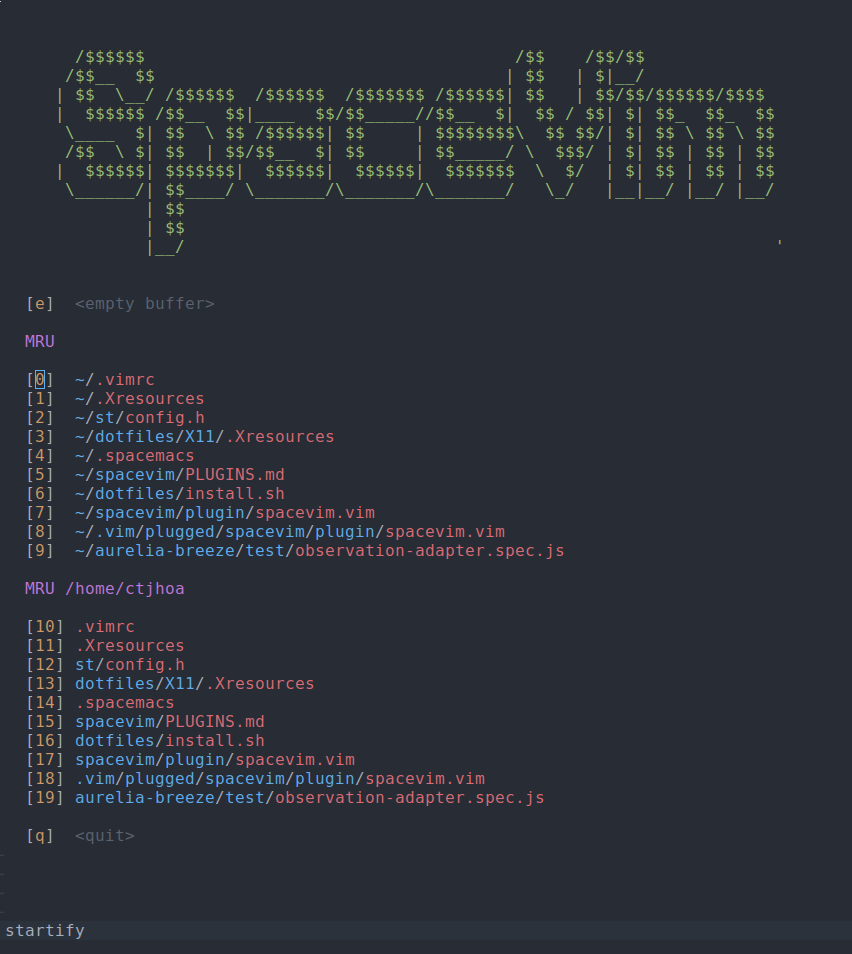 /$$$$$$                                     /$$    /$$/$$
      /$$__  $$                                   | $$   | $|__/
     | $$  \__/ /$$$$$$  /$$$$$$  /$$$$$$$ /$$$$$$| $$   | $$/$$/$$$$$$/$$$$
     |  $$$$$$ /$$__  $$|____  $$/$$_____//$$__  $|  $$ / $$| $| $$_  $$_  $$
      \____  $| $$  \ $$ /$$$$$$| $$     | $$$$$$$$\  $$ $$/| $| $$ \ $$ \ $$
      /$$  \ $| $$  | $$/$$__  $| $$     | $$_____/ \  $$$/ | $| $$ | $$ | $$
     |  $$$$$$| $$$$$$$|  $$$$$$|  $$$$$$|  $$$$$$$  \  $/  | $| $$ | $$ | $$
      \______/| $$____/ \_______/\_______/\_______/   \_/   |__|__/ |__/ |__/
              | $$
              | $$
              |__/                                                           '
[e]  <empty buffer>
MRU
[0]  ~/.vimrc
[1]  ~/.Xresources
[2]  ~/st/config.h
[3]  ~/dotfiles/X11/.Xresources
[4]  ~/.spacemacs
[5]  ~/spacevim/PLUGINS.md
[6]  ~/dotfiles/install.sh
[7]  ~/spacevim/plugin/spacevim.vim
[8]  ~/.vim/plugged/spacevim/plugin/spacevim.vim
[9]  ~/aurelia-breeze/test/observation-adapter.spec.js
MRU /home/ctjhoa
[10] .vimrc
[11] .Xresources
[12] st/config.h
[13] dotfiles/X11/.Xresources
[14] .spacemacs
[15] spacevim/PLUGINS.md
[16] dotfiles/install.sh
[17] spacevim/plugin/spacevim.vim
[18] .vim/plugged/spacevim/plugin/spacevim.vim
[19] aurelia-breeze/test/observation-adapter.spec.js
[q]  <quit>
~
~
~
~
startify